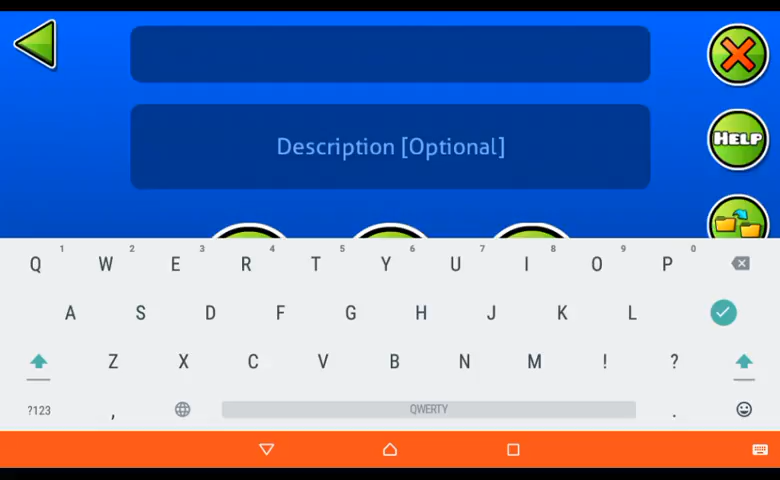 Description [Optional]
HELP
1 2 3 4 5 6 7 8 9 0
Q W E R T Y U I O P
A S D F G H J K L
Z X C V B N M ! ?
?123 , QWERTY .